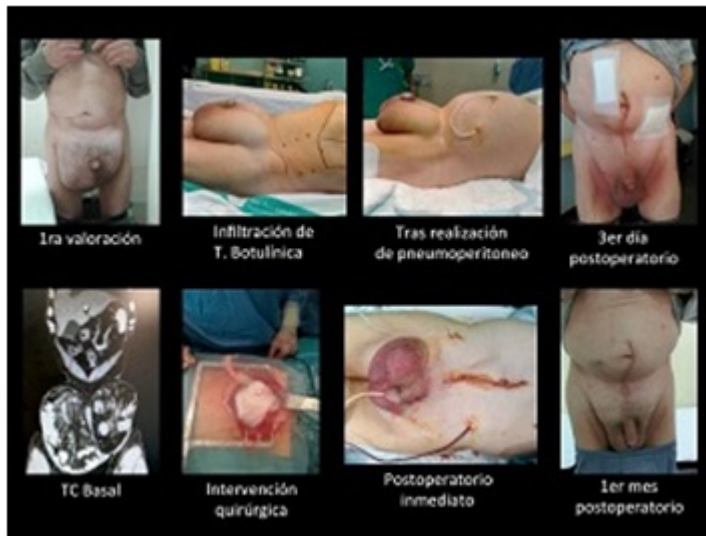 1ra valoración
Infiltración de
T. Botulínica
Tras realización
de pneumoperitoneo
3er día
postoperatorio
TC Basal
Intervención
quirúrgica
Postoperatorio
inmediato
1er mes
postoperatorio